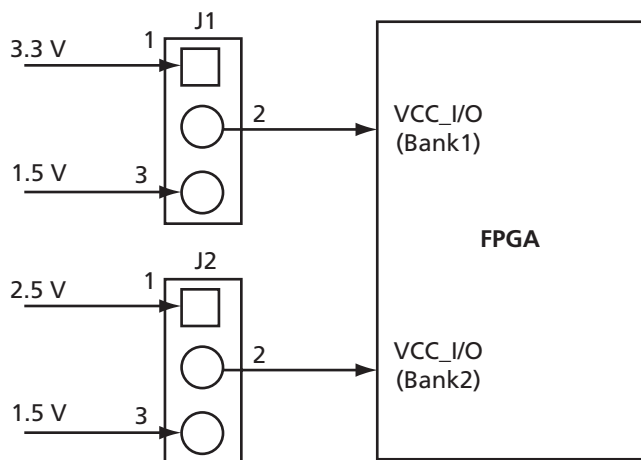 J1
3.3 V
1
2
1.5 V
3
VCC_I/O
(Bank1)
FPGA
J2
2.5 V
1
2
1.5 V
3
VCC_I/O
(Bank2)